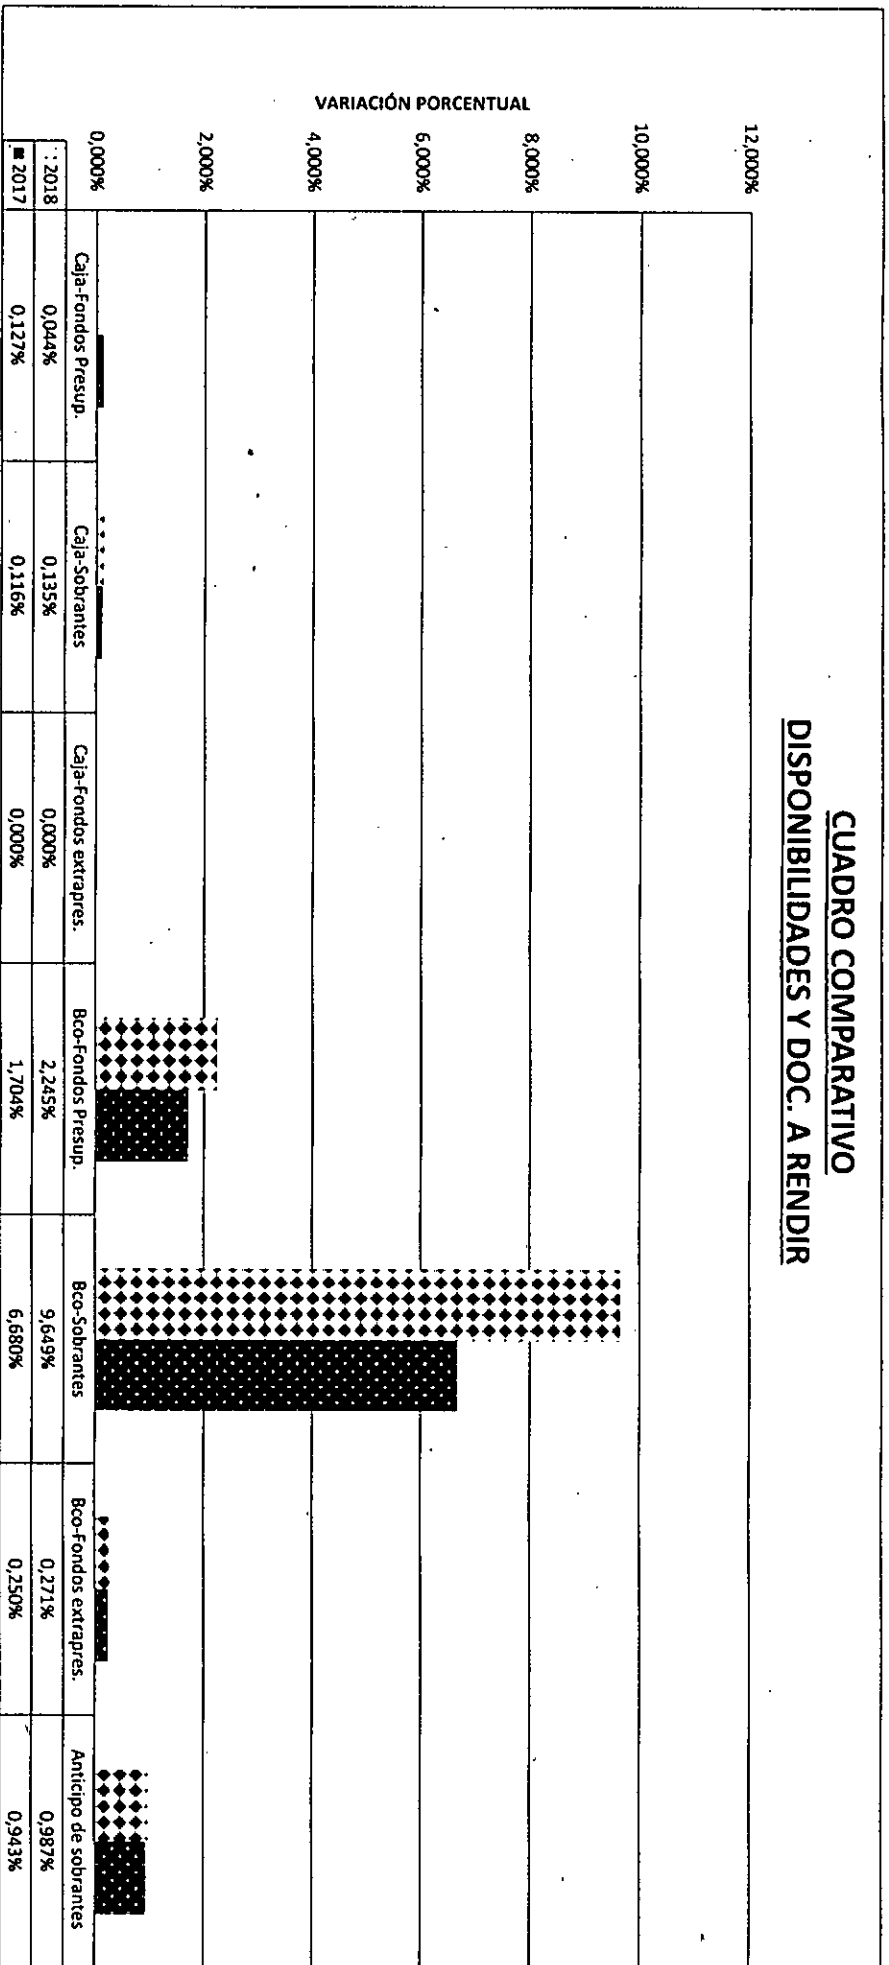 CUADRO COMPARATIVO
DISPONIBILIDADES Y DOC. A RENDIR
VARIACIÓN PORCENTUAL
12,000%
10,000%
8,000%
6,000%
4,000%
2,000%
0,000%
Caja-Fondos Presup. Caja-Sobrantes Caja-Fondos extrapres. Bco-Fondos Presup. Bco-Sobrantes Bco-Fondos extrapres. Anticipo de sobrantes
2018 0,044% 0,135% 0,000% 2,245% 9,649% 0,271% 0,987%
2017 0,127% 0,116% 0,000% 1,704% 6,680% 0,250% 0,943%